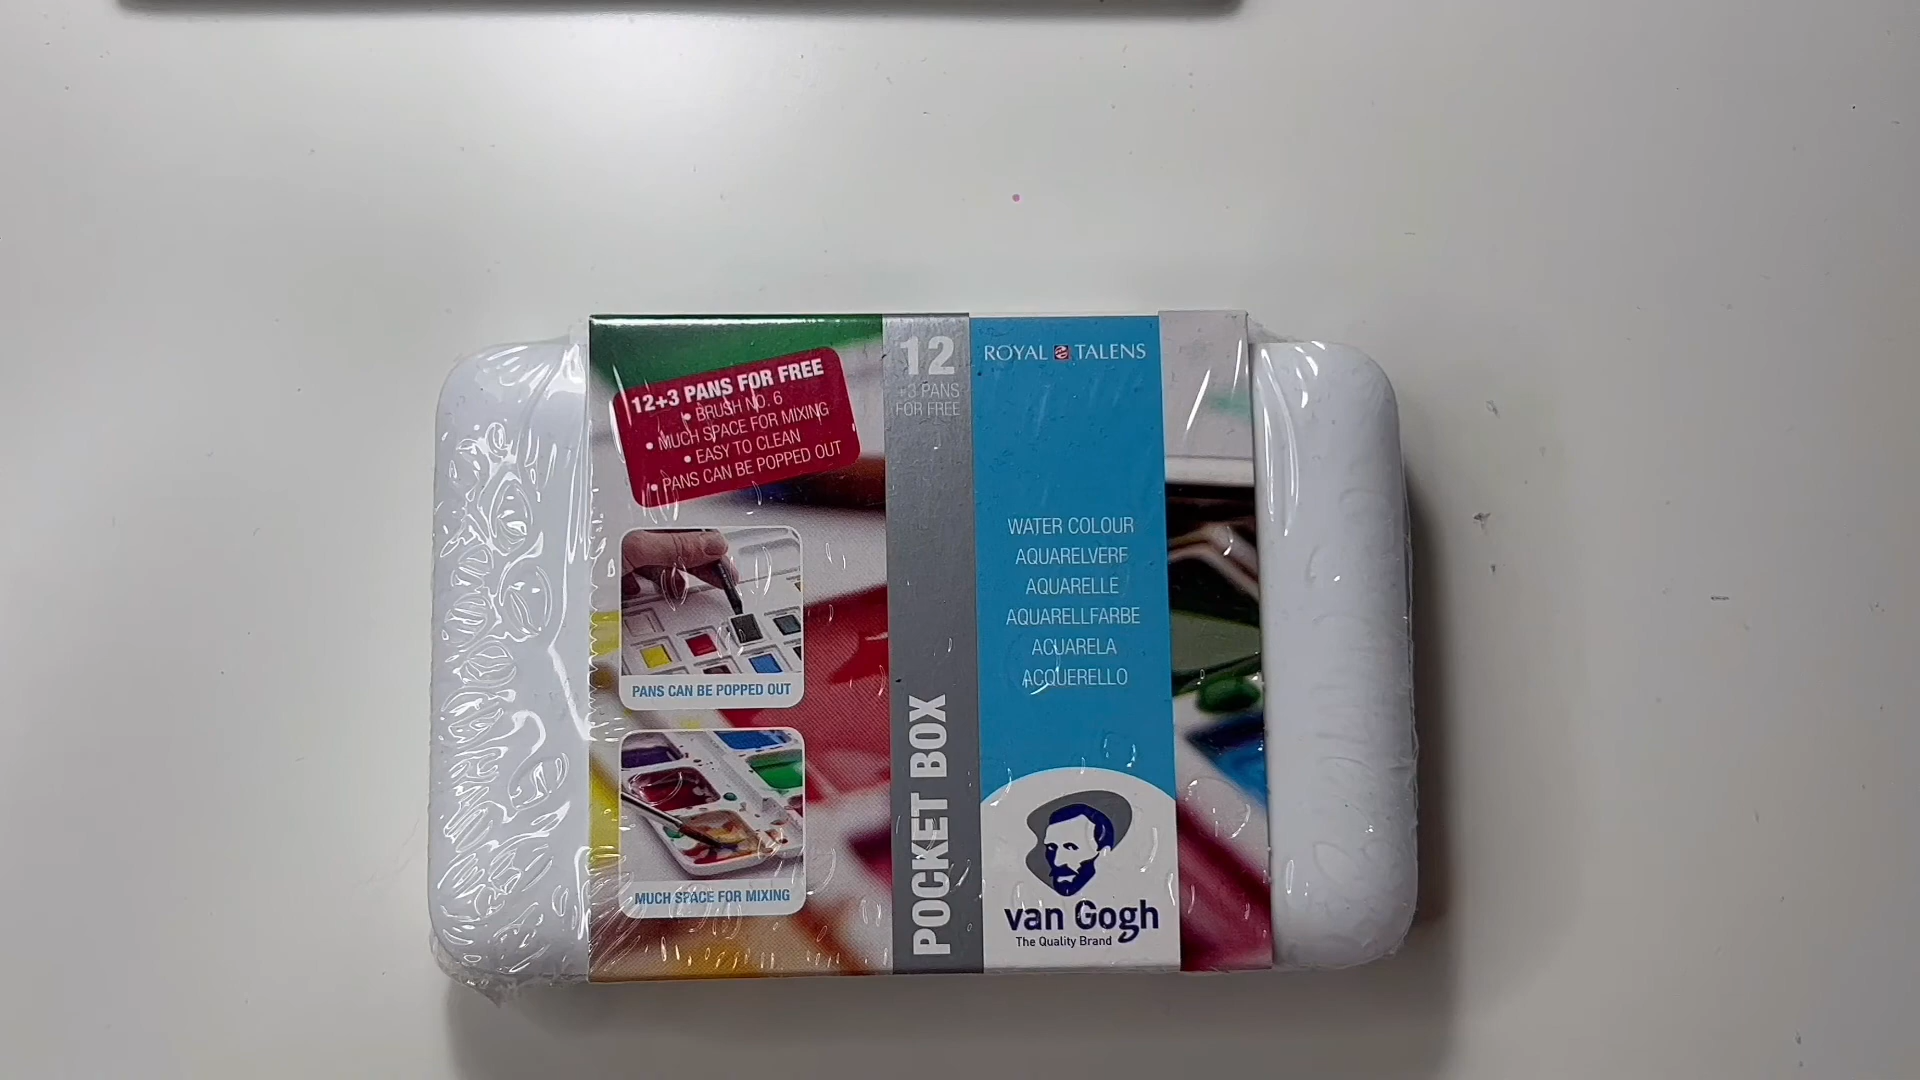 12+3 PANS FOR FREE
• BRUSH NO. 6
• MUCH SPACE FOR MIXING
• EASY TO CLEAN
• PANS CAN BE POPPED OUT
PANS CAN BE POPPED OUT
MUCH SPACE FOR MIXING
12
+3 PANS
FOR FREE
POCKET BOX
ROYAL TALENS
WATER COLOUR
AQUARELVERF
AQUARELLE
AQUARELLFARBE
ACUARELA
ACQUERELLO
van Gogh
The Quality Brand